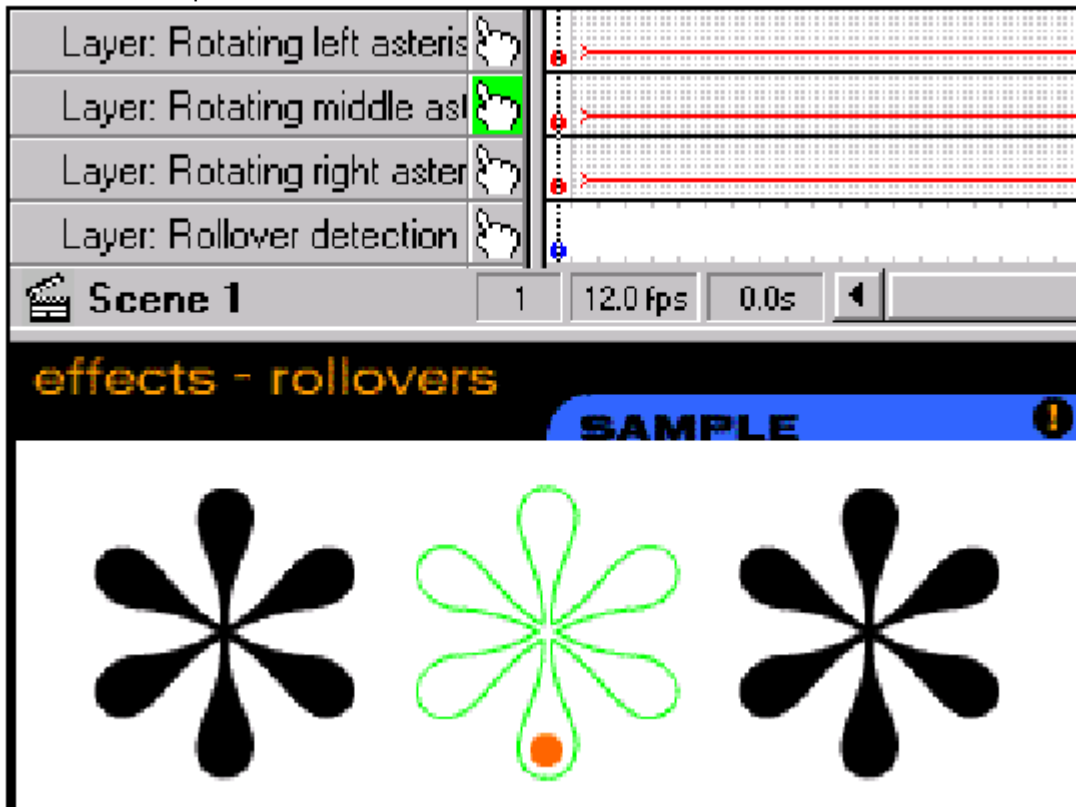 Layer: Rotating left asteris
Layer: Rotating middle ast
Layer: Rotating right aster
Layer: Rollover detection
Scene 1 1 12.0 fps 0.0s
effects - rollovers
SAMPLE !